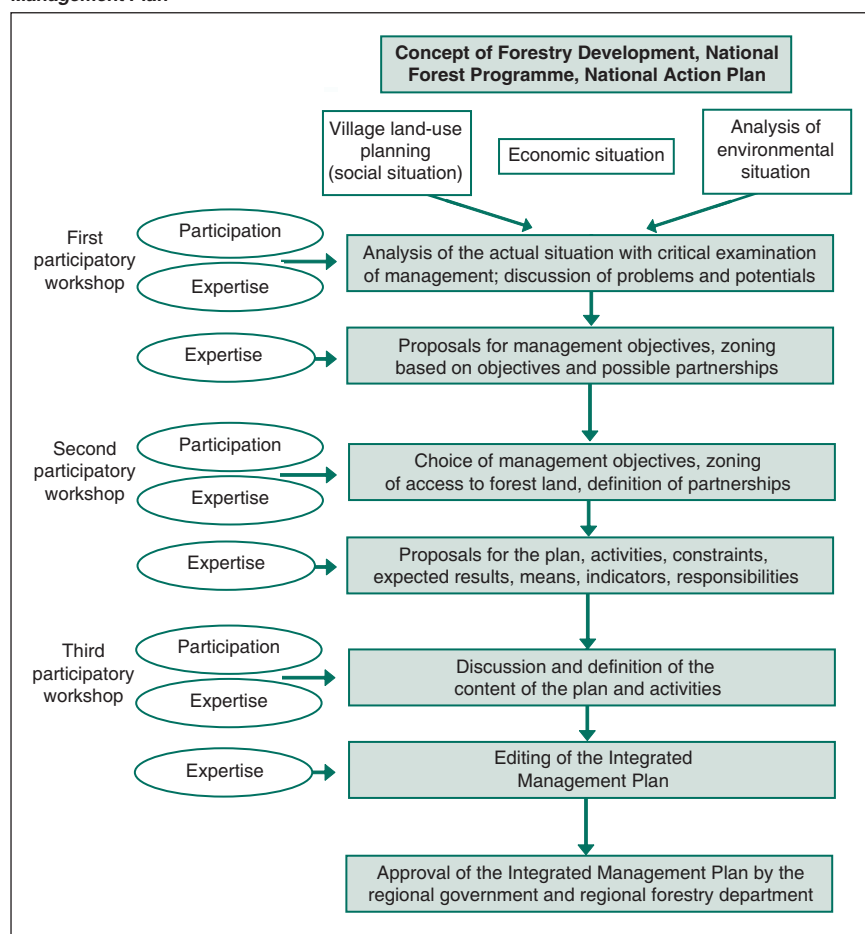 Management Plan
Concept of Forestry Development, National
Forest Programme, National Action Plan
Village land-use
planning
(social situation)
Economic situation
Analysis of
environmental
situation
First
participatory
workshop
Participation
Expertise
Analysis of the actual situation with critical examination
of management; discussion of problems and potentials
Expertise
Proposals for management objectives, zoning
based on objectives and possible partnerships
Second
participatory
workshop
Participation
Expertise
Choice of management objectives, zoning
of access to forest land, definition of partnerships
Expertise
Proposals for the plan, activities, constraints,
expected results, means, indicators, responsibilities
Third
participatory
workshop
Participation
Expertise
Discussion and definition of the
content of the plan and activities
Expertise
Editing of the Integrated
Management Plan
Approval of the Integrated Management Plan by the
regional government and regional forestry department